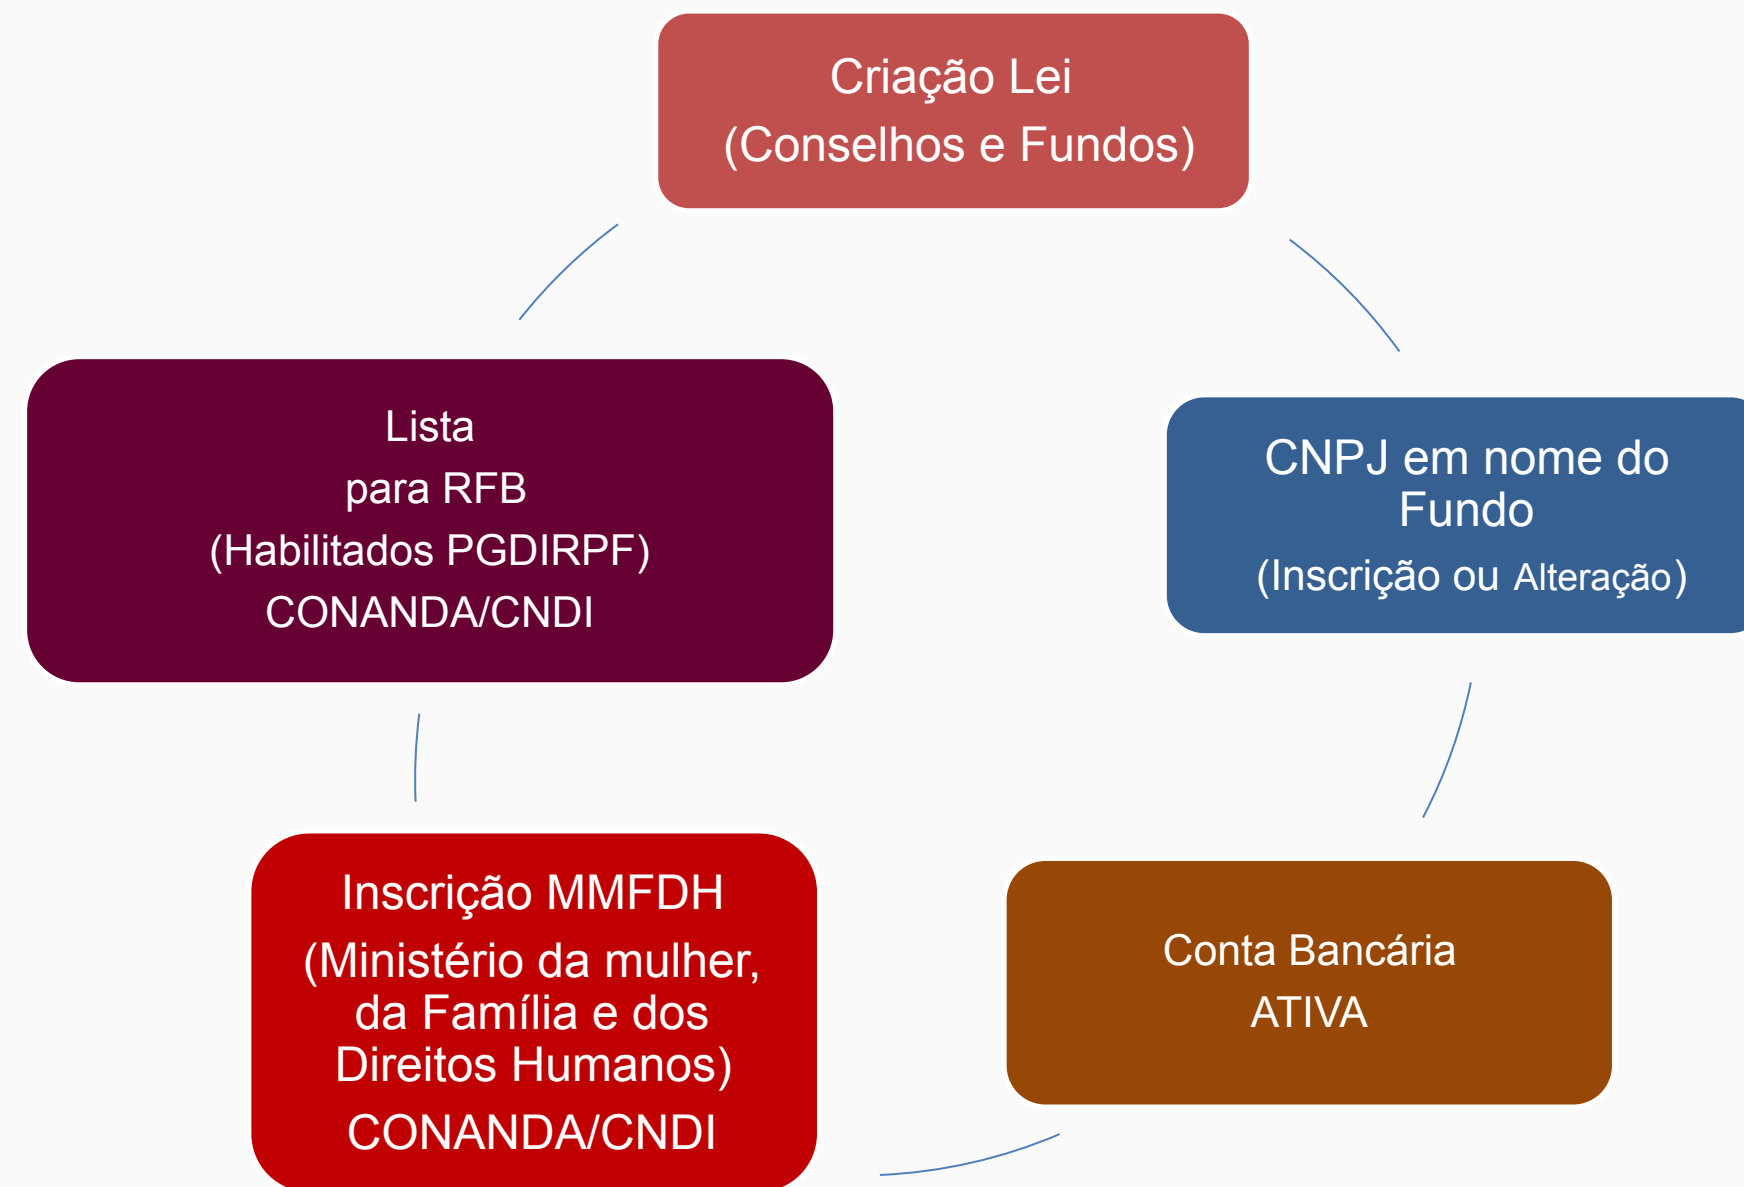 Criação Lei
(Conselhos e Fundos)
Lista
para RFB
(Habilitados PGDIRPF)
CONANDA/CNDI
CNPJ em nome do
Fundo
(Inscrição ou Alteração)
Inscrição MMFDH
(Ministério da mulher,
da Família e dos
Direitos Humanos)
CONANDA/CNDI
Conta Bancária
ATIVA